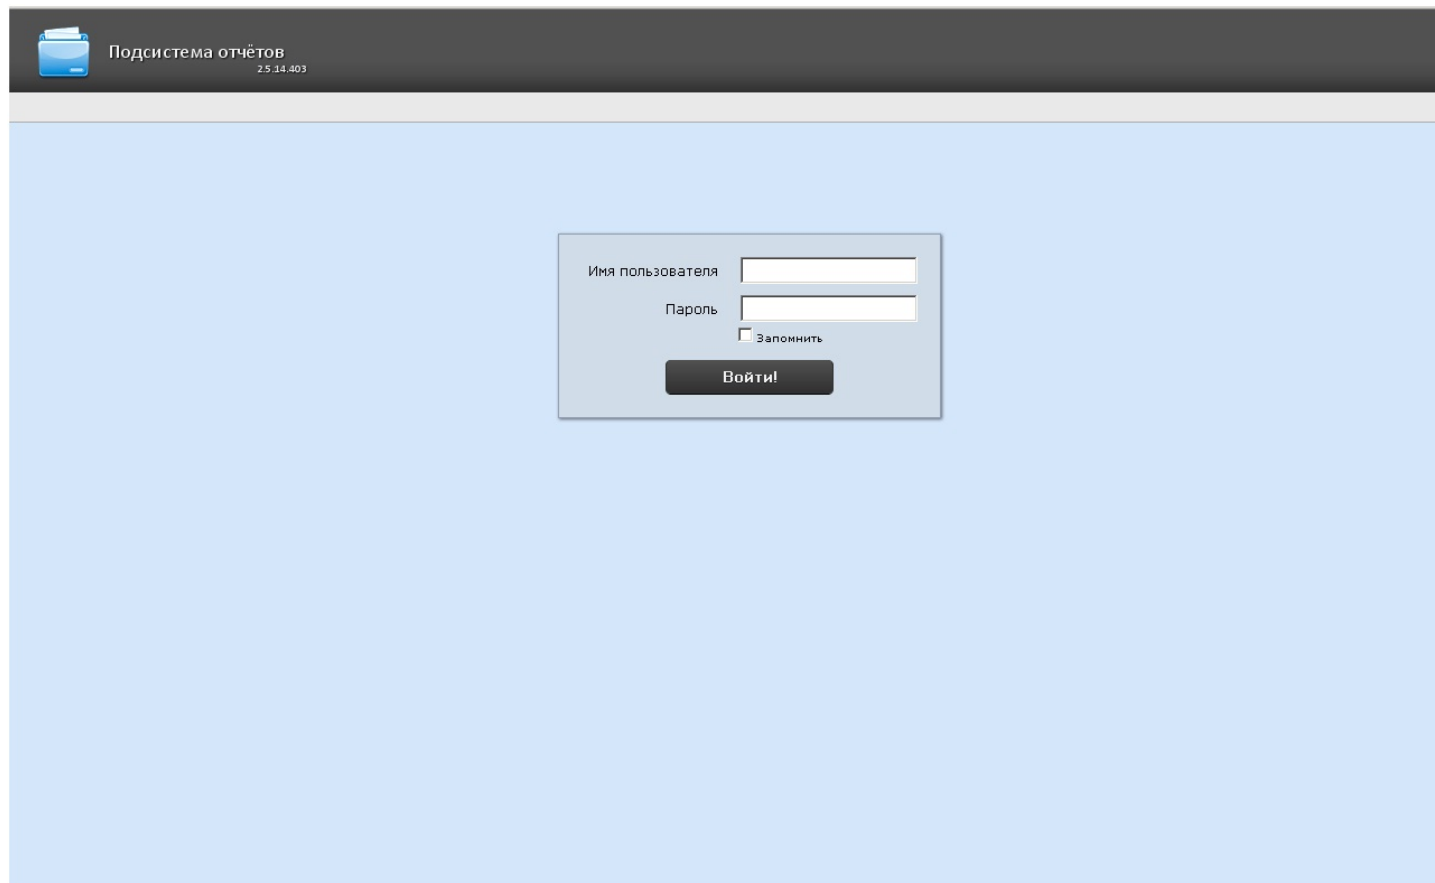 Подсистема отчётов
2.5.14.403
Имя пользователя
Пароль
Запомнить
Войти!